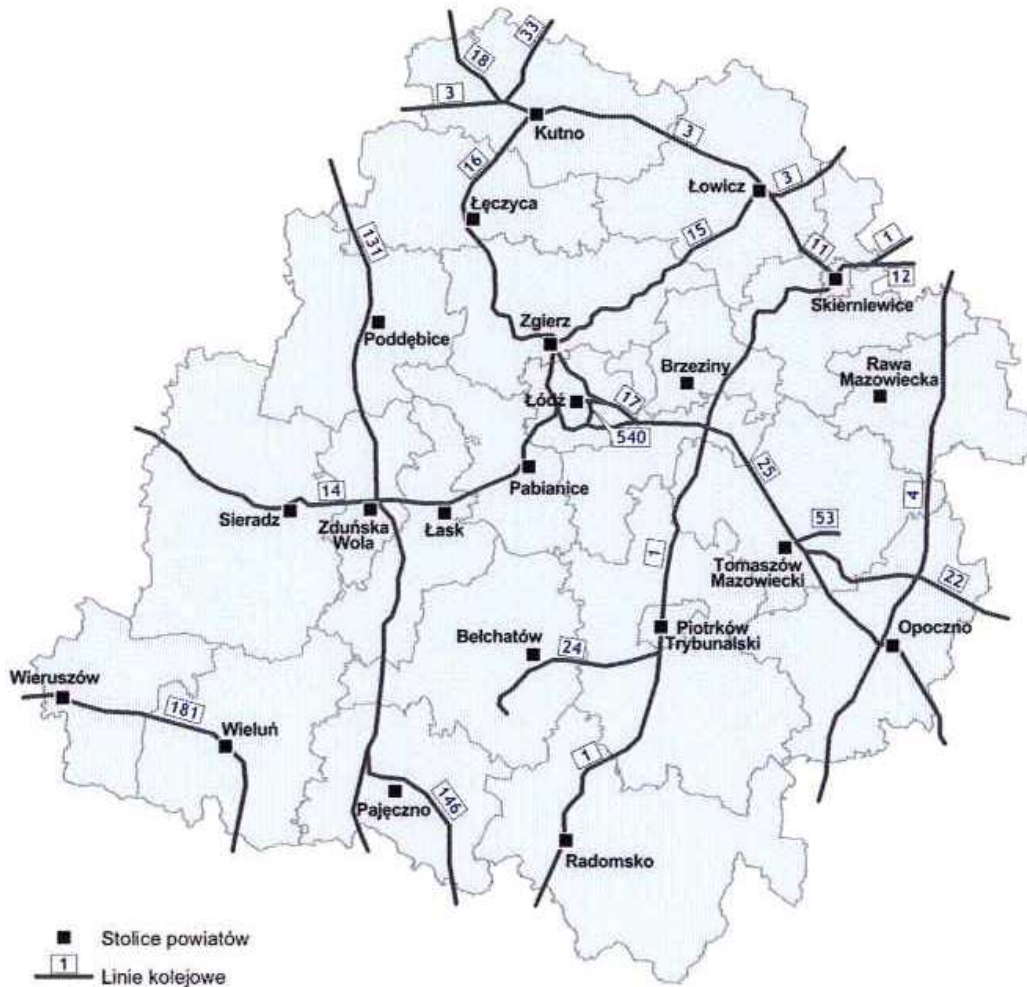 33
18
3
Kutno
3
16
Łowicz
3
Łęczyca
15
11
1
131
12
Skierniewice
Zgierz
Poddębice
Brzeziny
Rawa
Mazowiecka
Łódź
17
540
25
Pabianice
14
4
Sieradz
Zduńska
Wola
Łask
53
1
Tomaszów
Mazowiecki
22
Bełchatów
24
Piotrków
Trybunalski
Opoczno
Wieruszów
181
Wieluń
1
Pajęczno
146
Radomsko
Stolice powiatów
1
Linie kolejowe